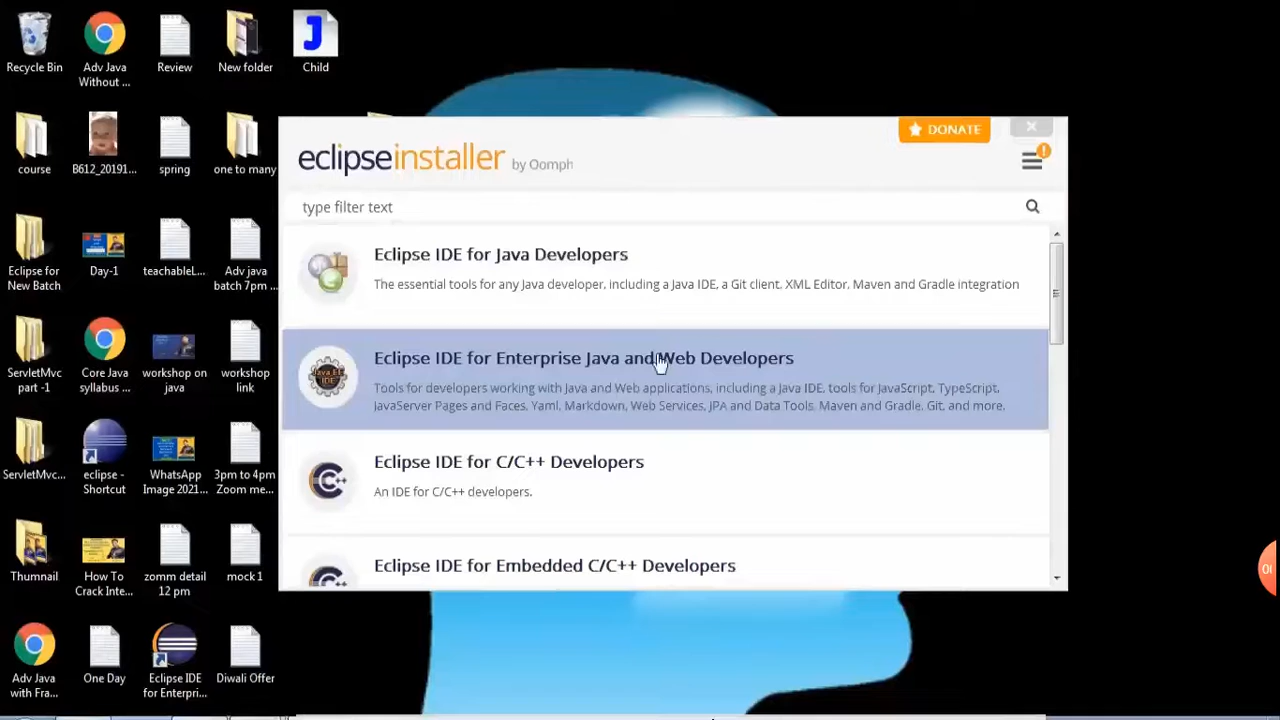 Recycle Bin
Adv Java
Without ...
Review
New folder
J
Child
DONATE
eclipseinstaller by Oomph
!
course
B612_20191...
spring
one to many
type filter text
Eclipse IDE for Java Developers
The essential tools for any Java developer, including a Java IDE, a Git client, XML Editor, Maven and Gradle integration
Eclipse for
New Batch
Day-1
teachableL...
Adv java
batch 7pm ...
Java EE
IDE
Eclipse IDE for Enterprise Java and Web Developers
Tools for developers working with Java and Web applications, including a Java IDE, tools for JavaScript, TypeScript,
JavaServer Pages and Faces, Yaml, Markdown, Web Services, JPA and Data Tools, Maven and Gradle, Git, and more.
ServletMvc
part -1
Core Java
syllabus ...
workshop on
java
workshop
link
C++
Eclipse IDE for C/C++ Developers
An IDE for C/C++ developers.
ServletMvc...
eclipse -
Shortcut
WhatsApp
Image 2021...
3pm to 4pm
Zoom me...
Eclipse IDE for Embedded C/C++ Developers
Thumnail
How To
Crack Inte...
zomm detail
12 pm
mock 1
00
Adv Java
with Fra...
One Day
Eclipse IDE
for Enterpri...
Diwali Offer